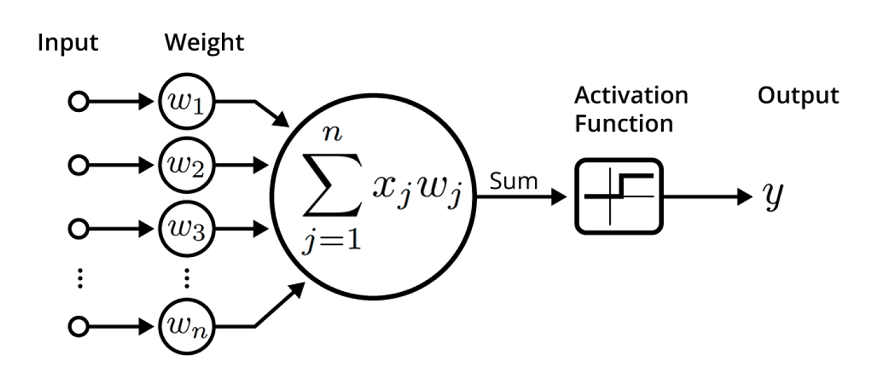 Input
Weight
w1
w2
w3
⋮ ⋮
wn
n
∑ xjwj
j=1
Sum
Activation
Function
Output
y